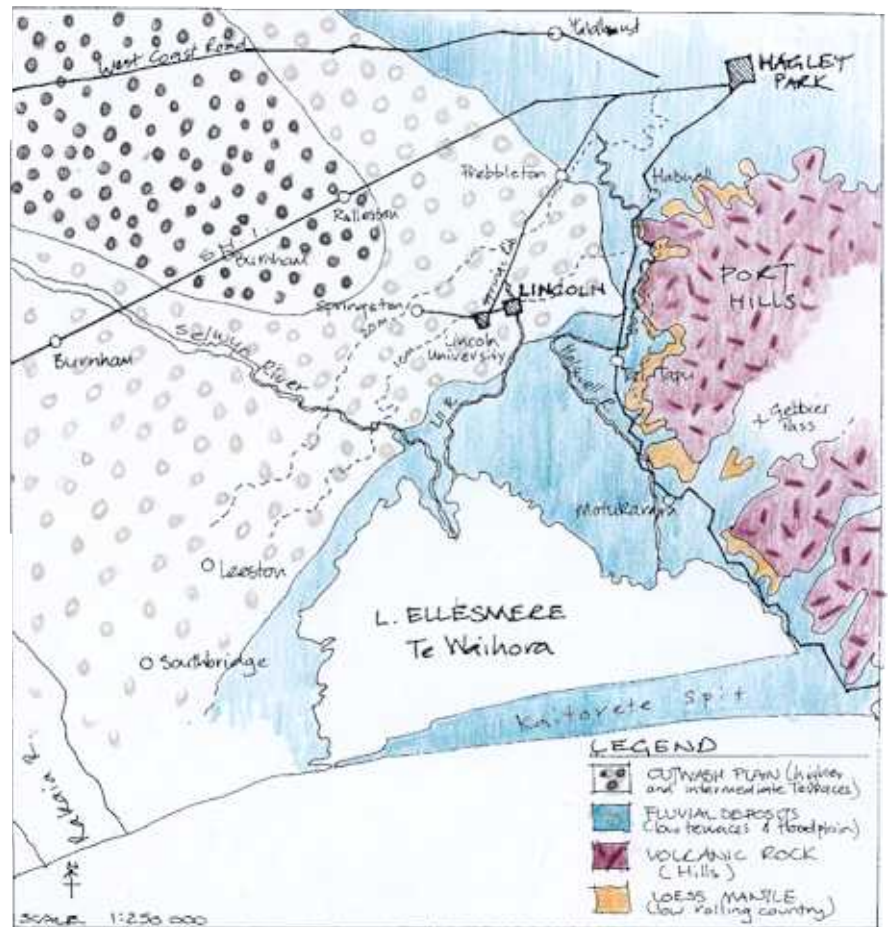 West Coast Road
HAGLEY
PARK
Prebbleton
Halswell
Rolleston
Burnham
PORT
HILLS
Springston
LINCOLN
Lincoln
University
20m
Selwyn River
Burnham
Halswell R.
Tai Tapu
Gebbies
Pass
LII R.
Motukarara
Leeston
L. ELLESMERE
Te Waihora
Southbridge
Kaitorete Spit
Rakaia R.
LEGEND
OUTWASH PLAIN (higher
and intermediate Terraces)
FLUVIAL DEPOSITS
(low terraces & floodplain)
VOLCANIC ROCK
(Hills)
LOESS MANTLE
(low rolling country)
SCALE 1:250 000